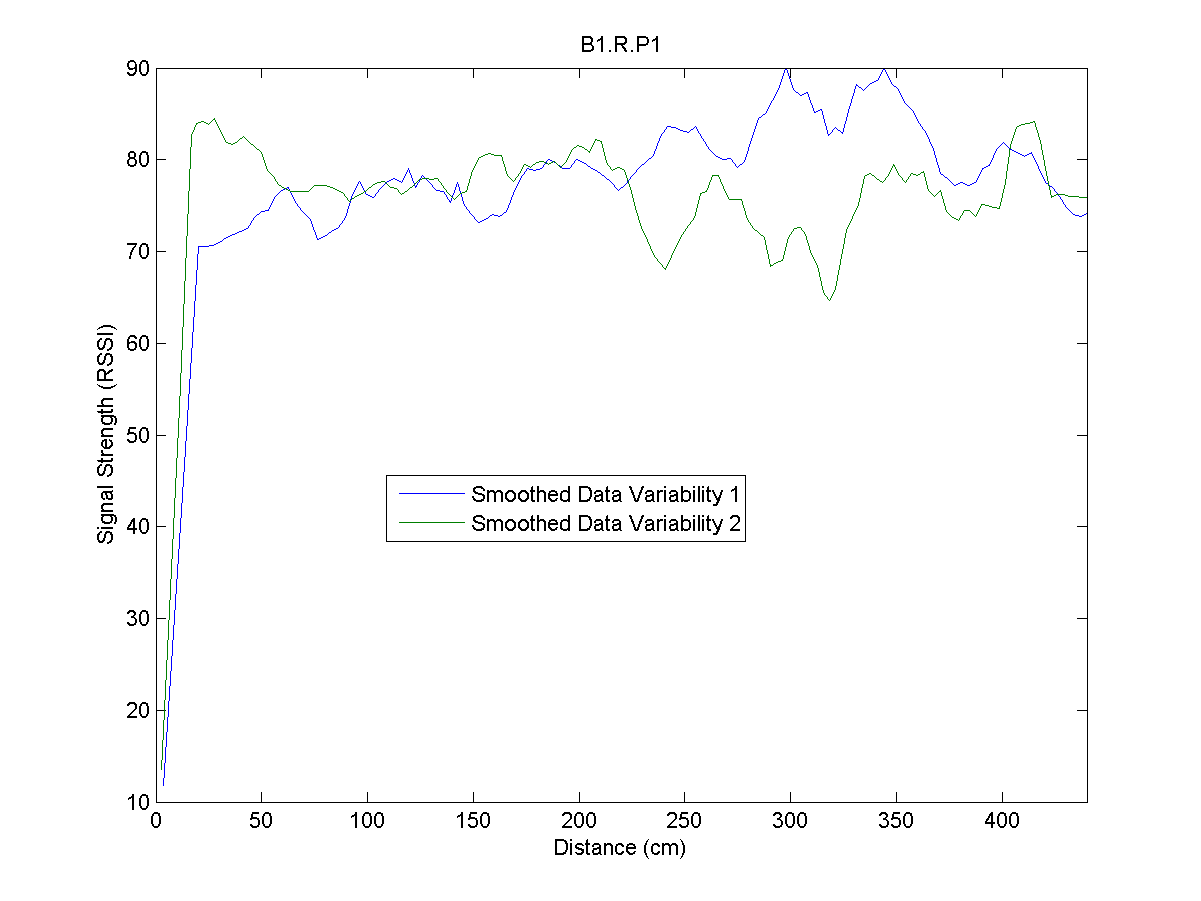 B1.R.P1
90
80
70
60
50
40
30
20
10
Signal Strength (RSSI)
Smoothed Data Variability 1
Smoothed Data Variability 2
0 50 100 150 200 250 300 350 400
Distance (cm)